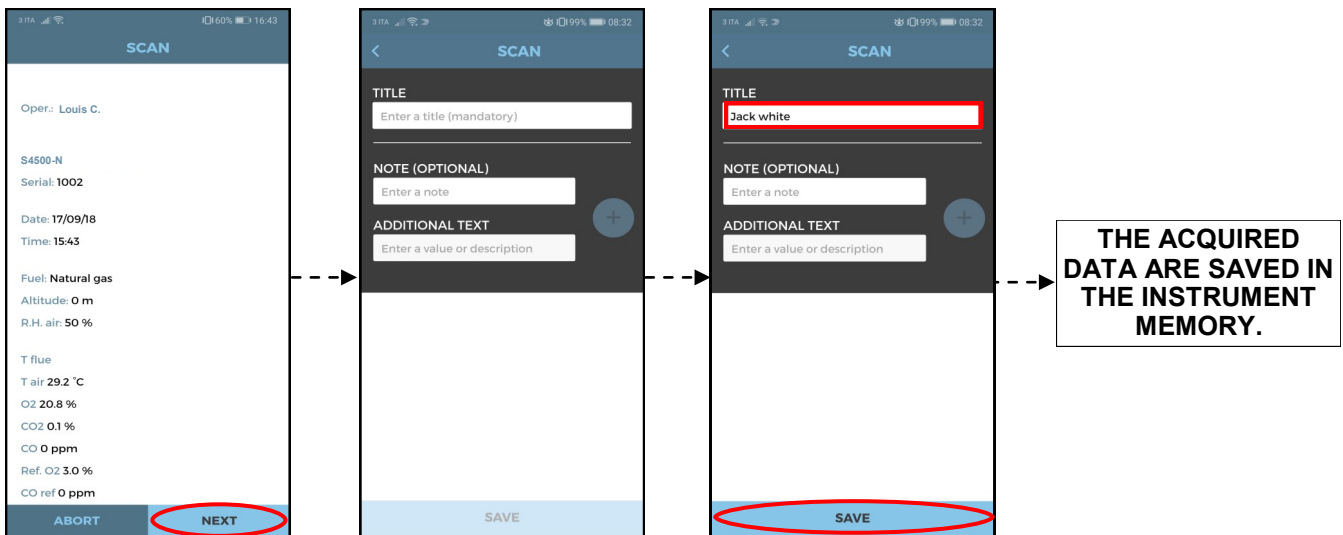 3 ITA 60% 16:43
SCAN
Oper.: Louis C.
S4500-N
Serial: 1002
Date: 17/09/18
Time: 15:43
Fuel: Natural gas
Altitude: 0 m
R.H. air: 50 %
T flue
T air 29.2 °C
O2 20.8 %
CO2 0.1 %
CO 0 ppm
Ref. O2 3.0 %
CO ref 0 ppm
ABORT NEXT
3 ITA 99% 08:32
SCAN
TITLE
Enter a title (mandatory)
NOTE (OPTIONAL)
Enter a note
ADDITIONAL TEXT
Enter a value or description
SAVE
3 ITA 99% 08:32
SCAN
TITLE
Jack white
NOTE (OPTIONAL)
Enter a note
ADDITIONAL TEXT
Enter a value or description
SAVE
THE ACQUIRED
DATA ARE SAVED IN
THE INSTRUMENT
MEMORY.